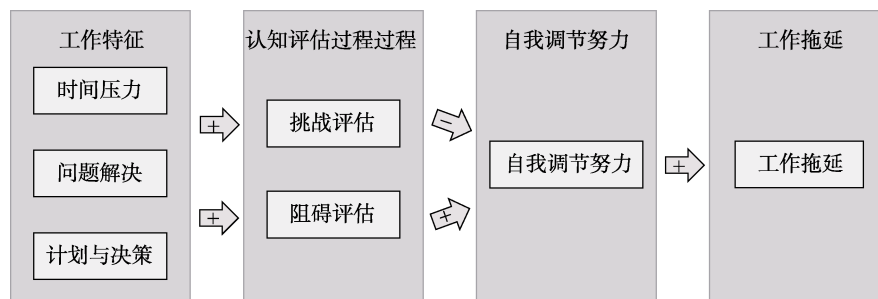 工作特征
时间压力
问题解决
计划与决策
+
+
认知评估过程过程
挑战评估
阻碍评估
−
+
自我调节努力
自我调节努力
+
工作拖延
工作拖延